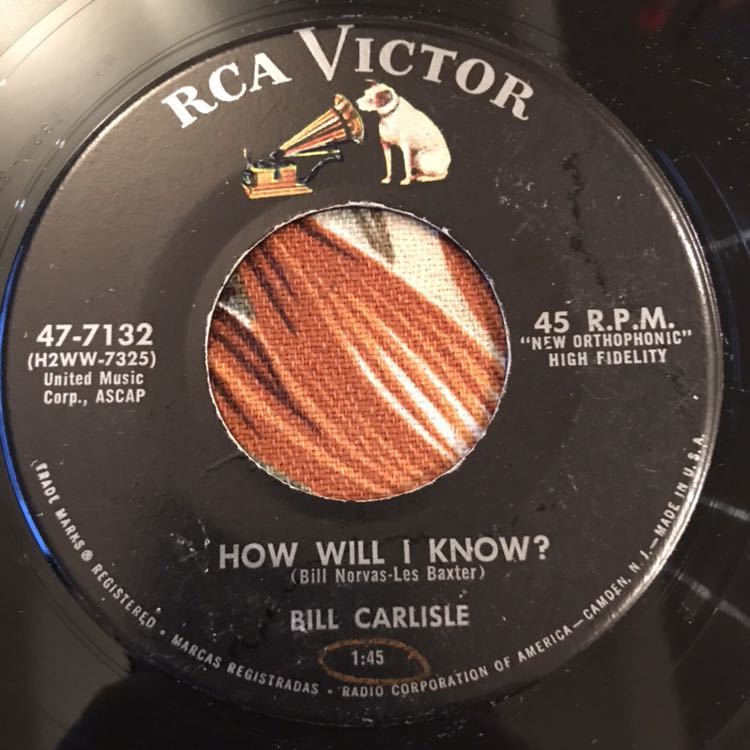 RCA VICTOR
47-7132
(H2WW-7325)
United Music
Corp., ASCAP
45 R.P.M.
"NEW ORTHOPHONIC"
HIGH FIDELITY
HOW WILL I KNOW?
(Bill Norvas-Les Baxter)
BILL CARLISLE
1:45
TRADE MARKS ® REGISTERED • MARCAS REGISTRADAS • RADIO CORPORATION OF AMERICA—CAMDEN, N. J.—MADE IN U.S.A.